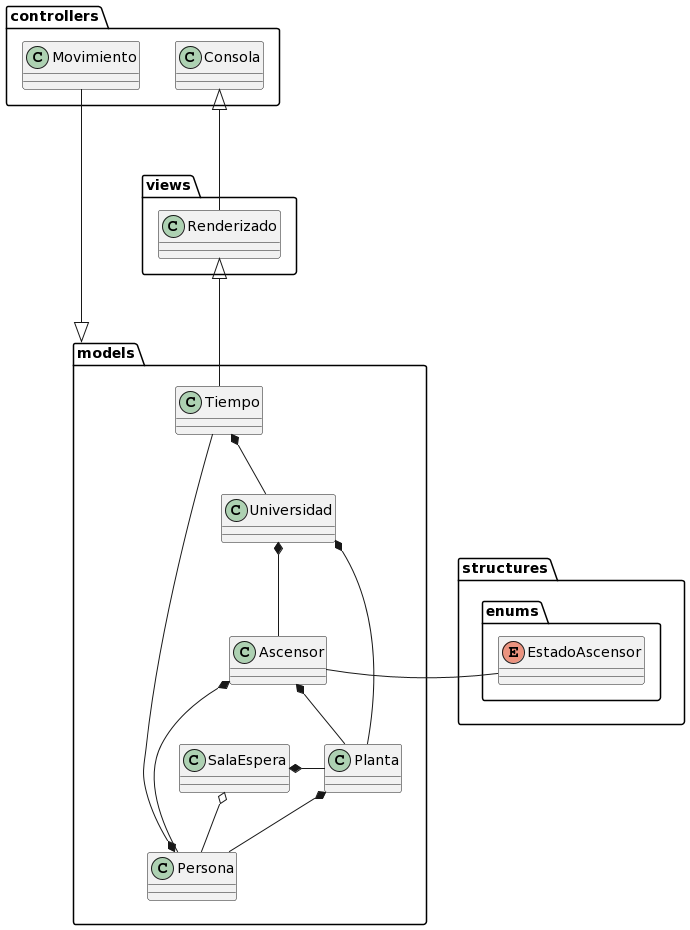 controllers
C Movimiento
C Consola
views
C Renderizado
models
C Tiempo
C Universidad
structures
enums
C Ascensor
E EstadoAscensor
C SalaEspera
C Planta
C Persona